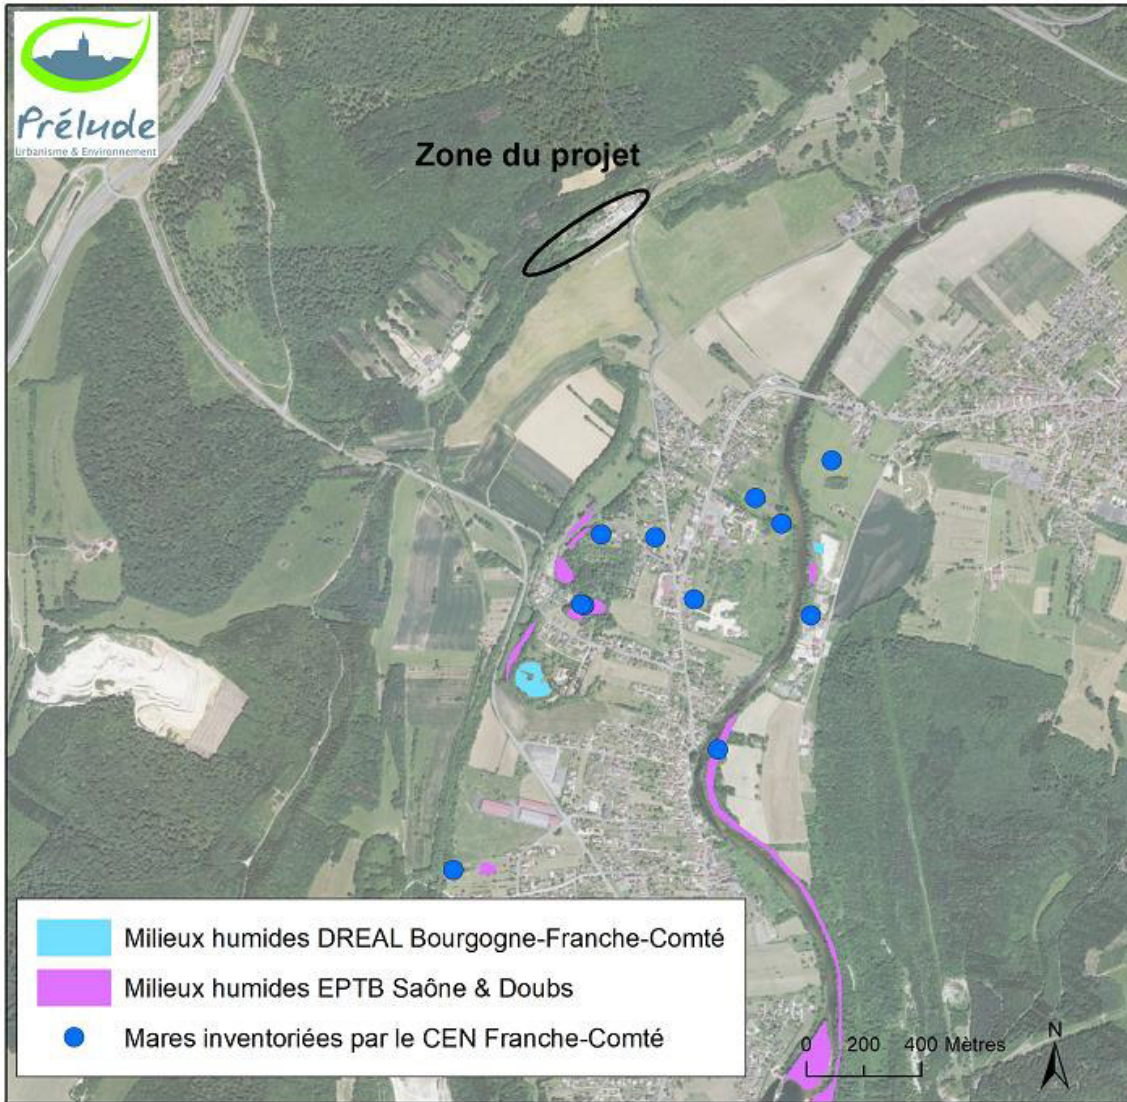 Prélude
Urbanisme & Environnement
Zone du projet
Milieux humides DREAL Bourgogne-Franche-Comté
Milieux humides EPTB Saône & Doubs
Mares inventoriées par le CEN Franche-Comté
0 200 400 Mètres
N